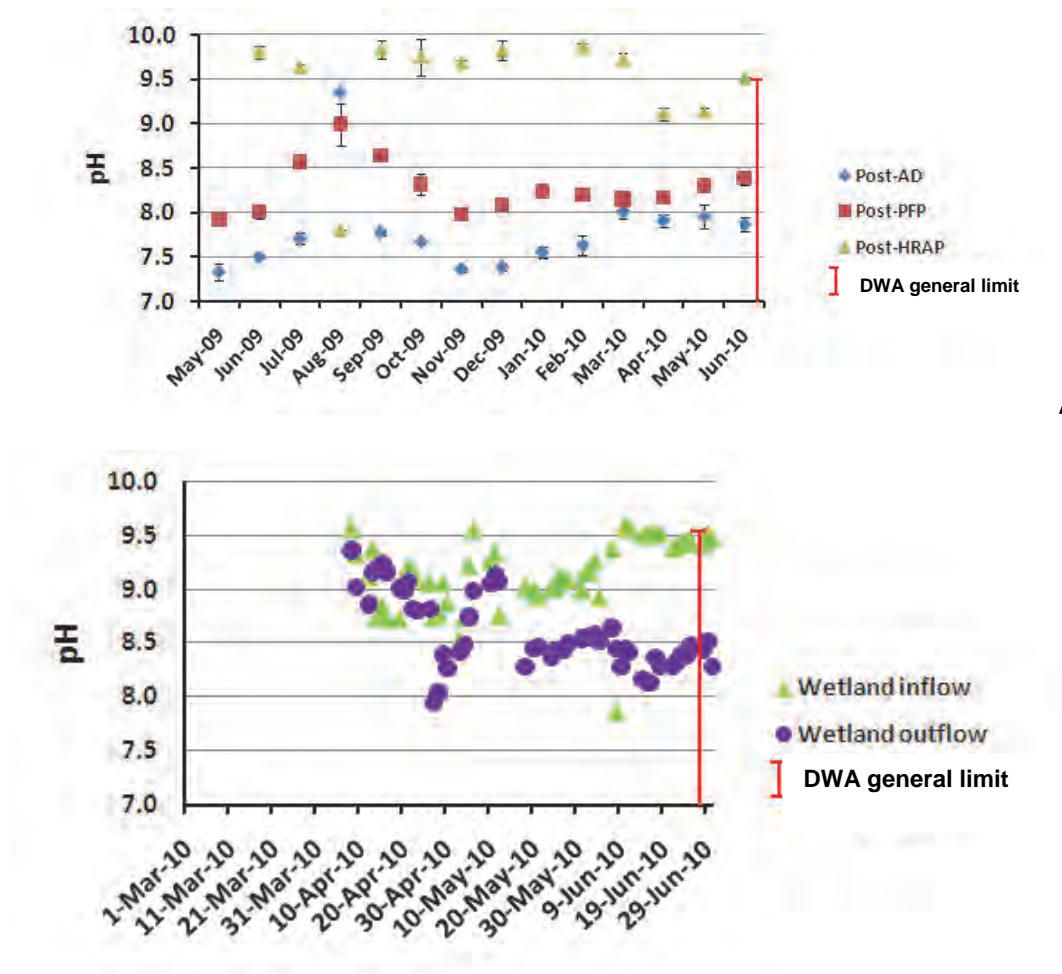 10.0
9.5
9.0
8.5
8.0
7.5
7.0
pH
May-09
Jun-09
Jul-09
Aug-09
Sep-09
Oct-09
Nov-09
Dec-09
Jan-10
Feb-10
Mar-10
Apr-10
May-10
Jun-10
Post-AD
Post-PFP
Post-HRAP
DWA general limit
10.0
9.5
9.0
8.5
8.0
7.5
7.0
pH
1-Mar-10
11-Mar-10
21-Mar-10
31-Mar-10
10-Apr-10
20-Apr-10
30-Apr-10
10-May-10
20-May-10
30-May-10
9-Jun-10
19-Jun-10
29-Jun-10
Wetland inflow
Wetland outflow
DWA general limit